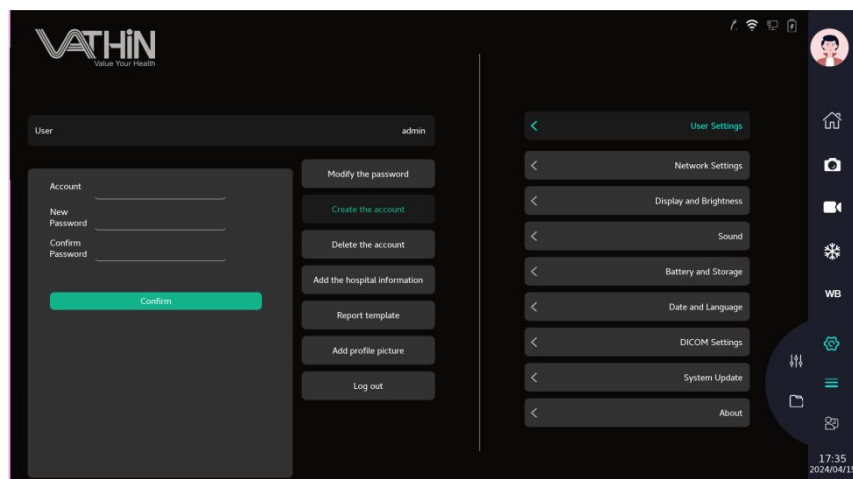 VATHiN
Value Your Health
User
admin
Account
New
Password
Confirm
Password
Confirm
Modify the password
Create the account
Delete the account
Add the hospital information
Report template
Add profile picture
Log out
User Settings
Network Settings
Display and Brightness
Sound
Battery and Storage
Date and Language
DICOM Settings
System Update
About
WB
17:35
2024/04/15